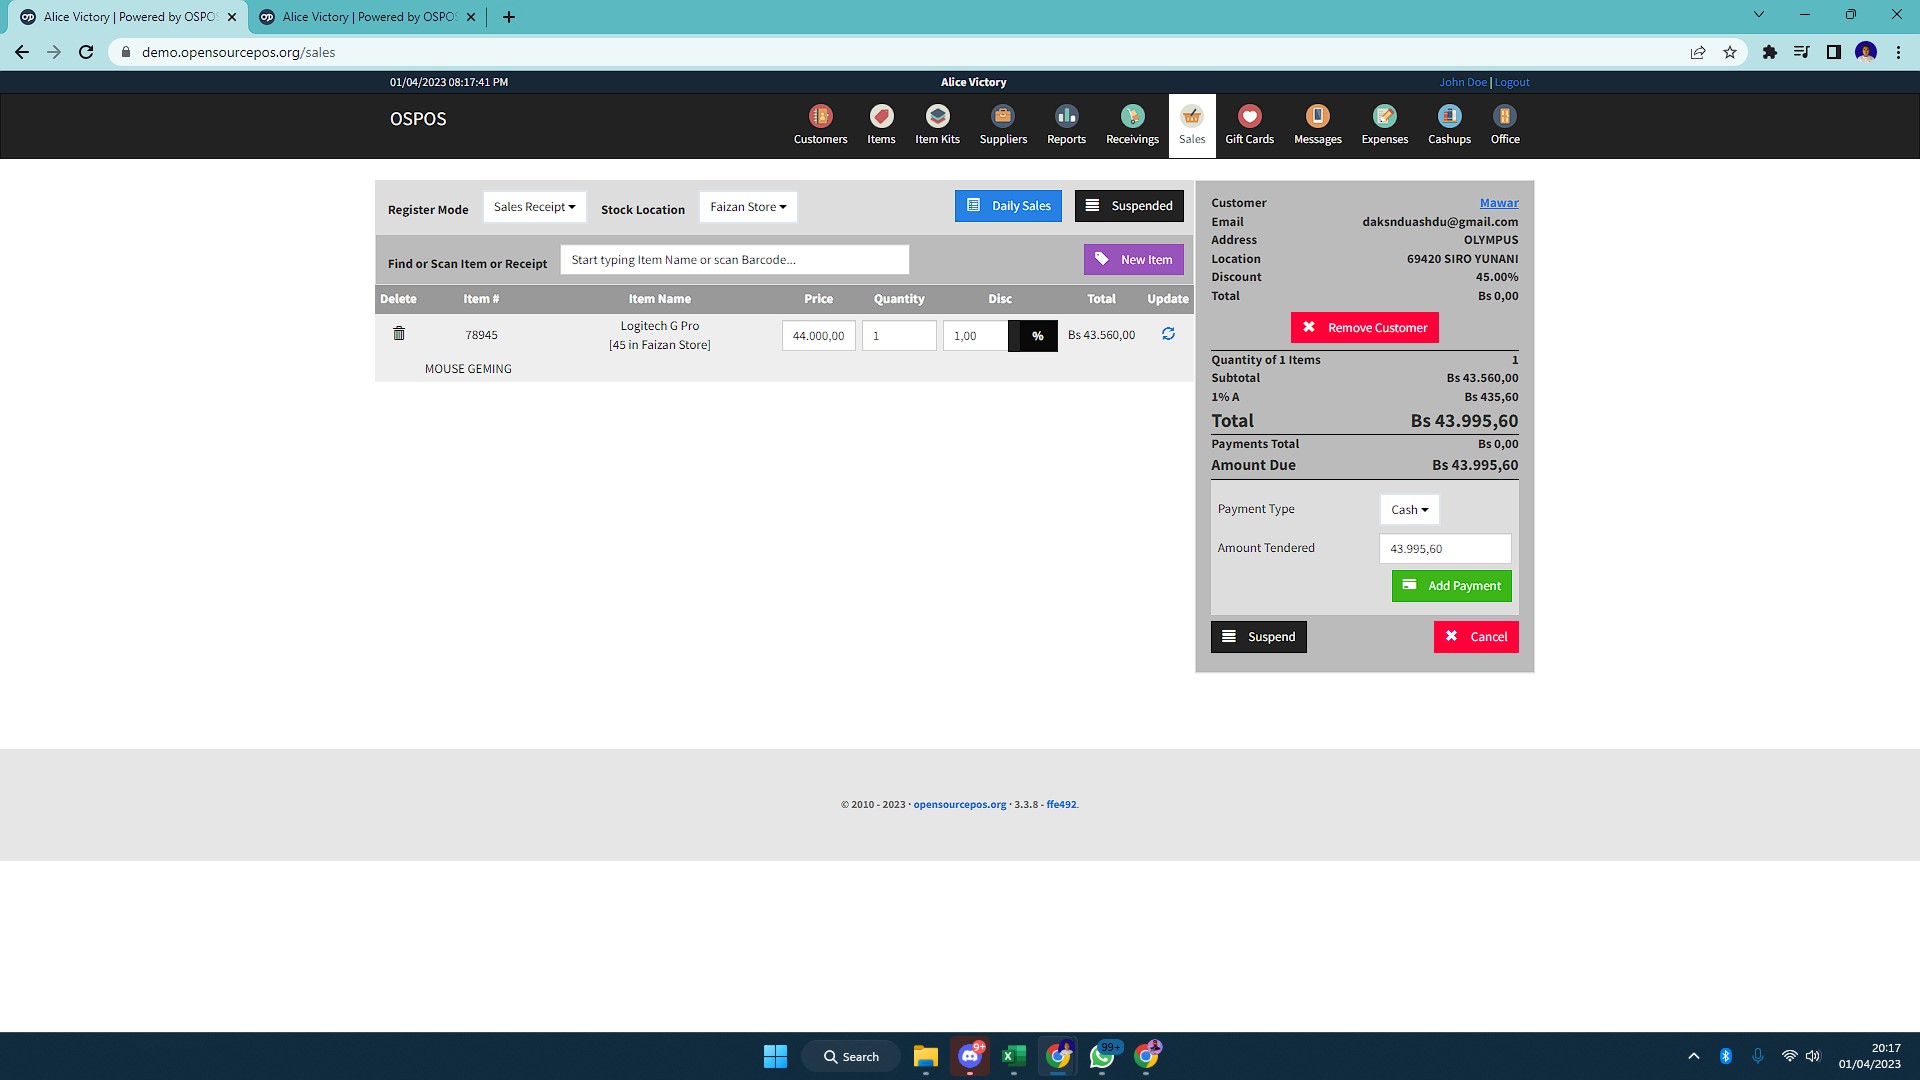 Alice Victory | Powered by OSPO
Alice Victory | Powered by OSPOS
demo.opensourcepos.org/sales
01/04/2023 08:17:41 PM
Alice Victory
John Doe | Logout
OSPOS
Customers
Items
Item Kits
Suppliers
Reports
Receivings
Sales
Gift Cards
Messages
Expenses
Cashups
Office
Register Mode
Sales Receipt
Stock Location
Faizan Store
Daily Sales
Suspended
Find or Scan Item or Receipt
Start typing Item Name or scan Barcode...
New Item
Delete Item # Item Name Price Quantity Disc Total Update
78945 Logitech G Pro 44.000,00 1 1,00 % Bs 43.560,00
[45 in Faizan Store]
MOUSE GEMING
Customer Mawar
Email daksnduashdu@gmail.com
Address OLYMPUS
Location 69420 SIRO YUNANI
Discount 45.00%
Total Bs 0,00
Remove Customer
Quantity of 1 Items 1
Subtotal Bs 43.560,00
1% A Bs 435,60
Total Bs 43.995,60
Payments Total Bs 0,00
Amount Due Bs 43.995,60
Payment Type Cash
Amount Tendered 43.995,60
Add Payment
Suspend
Cancel
© 2010 - 2023 · opensourcepos.org · 3.3.8 - ffe492.
Search
9+
99+
20:17
01/04/2023